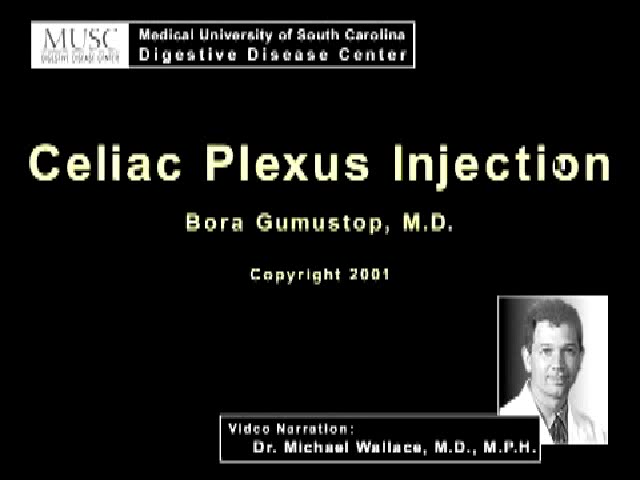 MUSC
DIGESTIVE DISEASE CENTER
Medical University of South Carolina
Digestive Disease Center
Celiac Plexus Injection
Bora Gumustop, M.D.
Copyright 2001
Video Narration:
Dr. Michael Wallace, M.D., M.P.H.